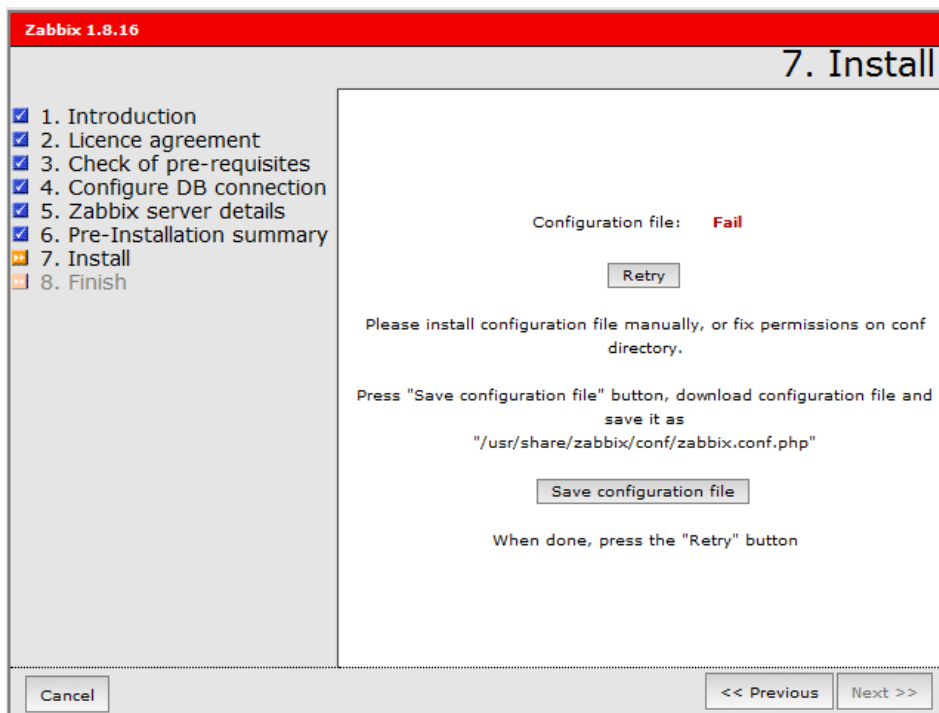 Zabbix 1.8.16
7. Install
1. Introduction
2. Licence agreement
3. Check of pre-requisites
4. Configure DB connection
5. Zabbix server details
6. Pre-Installation summary
7. Install
8. Finish
Configuration file: Fail
Retry
Please install configuration file manually, or fix permissions on conf
directory.
Press "Save configuration file" button, download configuration file and
save it as
"/usr/share/zabbix/conf/zabbix.conf.php"
Save configuration file
When done, press the "Retry" button
Cancel
<< Previous
Next >>